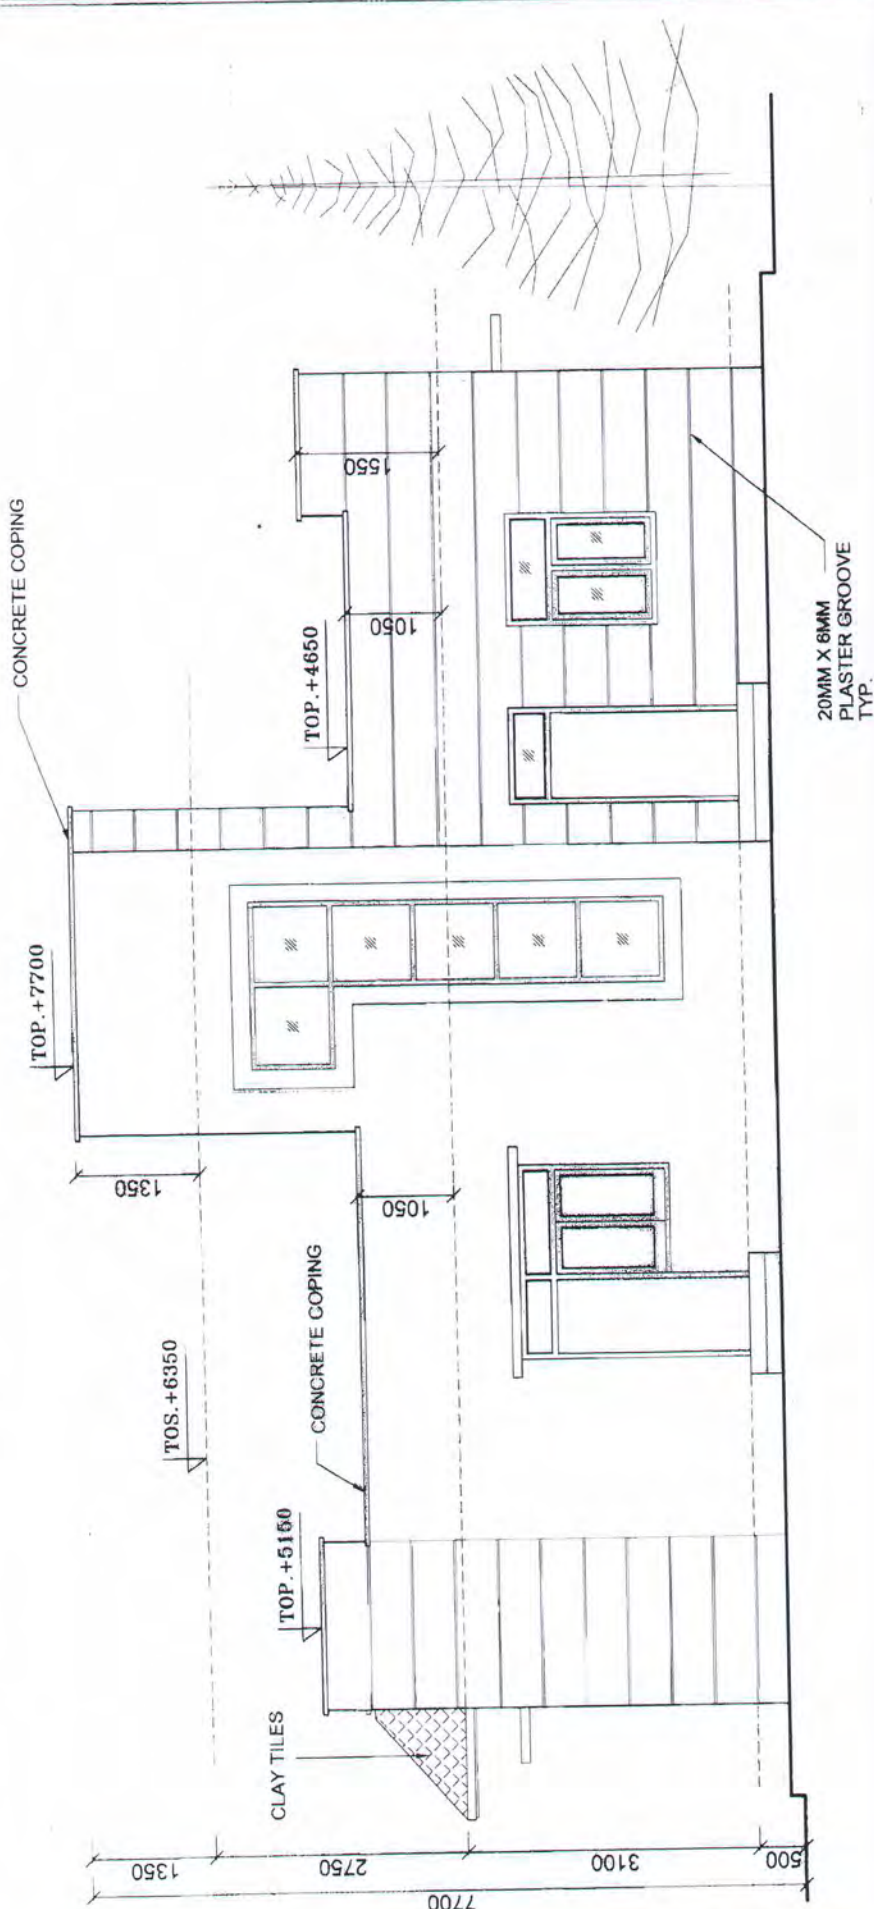 CONCRETE COPING
TOP.+7700
TOS.+6350
1350
TOP.+4650
1550
1050
1050
TOP.+5150
CONCRETE COPING
CLAY TILES
1350
2750
3100
500
7700
20MM X 6MM
PLASTER GROOVE
TYP.